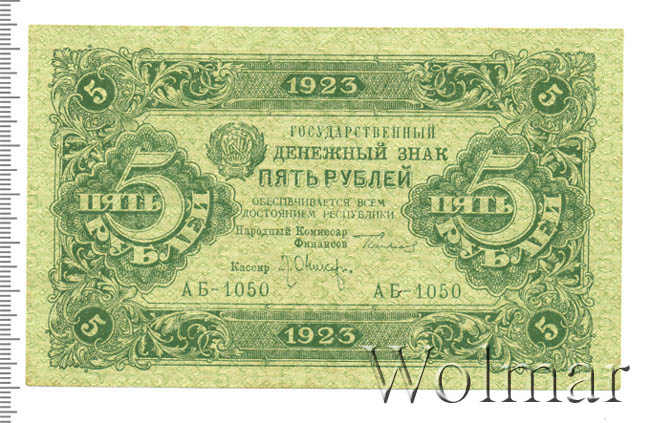 5 1923 5
ГОСУДАРСТВЕННЫЙ
ДЕНЕЖНЫЙ ЗНАК
ПЯТЬ РУБЛЕЙ
ОБЕСПЕЧИВАЕТСЯ ВСЕМ
ДОСТОЯНИЕМ РЕСПУБЛИКИ
5 ПЯТЬ РУБЛЕЙ
5 ПЯТЬ РУБЛЕЙ
Народный Комиссар
Финансов
Кассир
АБ-1050 АБ-1050
5 1923 5
Wolmar